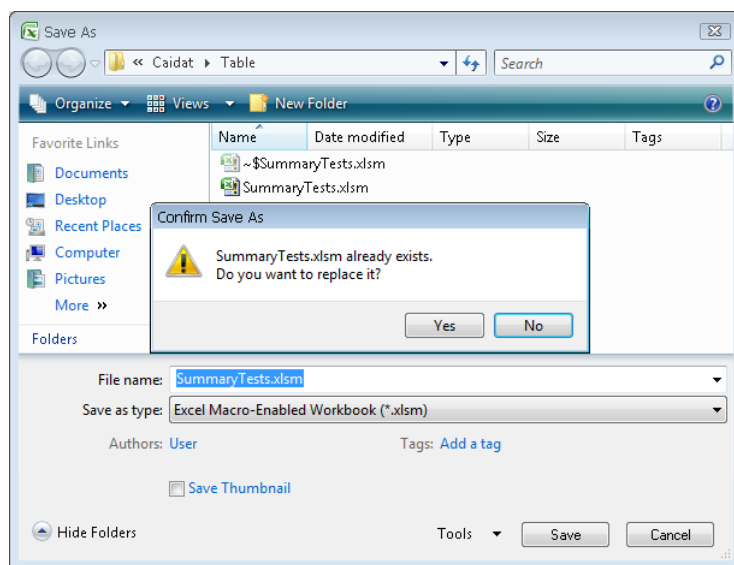 Save As
« Caidat Table Search
Organize Views New Folder
Favorite Links
Name Date modified Type Size Tags
~$SummaryTests.xlsm
Documents
SummaryTests.xlsm
Desktop
Recent Places
Computer
Pictures
More »
Folders
Confirm Save As
SummaryTests.xlsm already exists.
Do you want to replace it?
Yes No
File name: SummaryTests.xlsm
Save as type: Excel Macro-Enabled Workbook (*.xlsm)
Authors: User Tags: Add a tag
Save Thumbnail
Hide Folders Tools Save Cancel